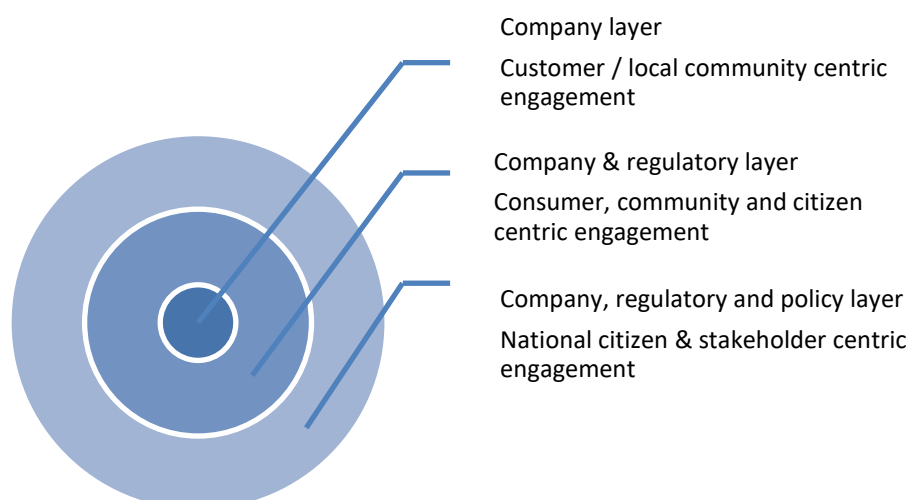 Company layer
Customer / local community centric
engagement
Company & regulatory layer
Consumer, community and citizen
centric engagement
Company, regulatory and policy layer
National citizen & stakeholder centric
engagement